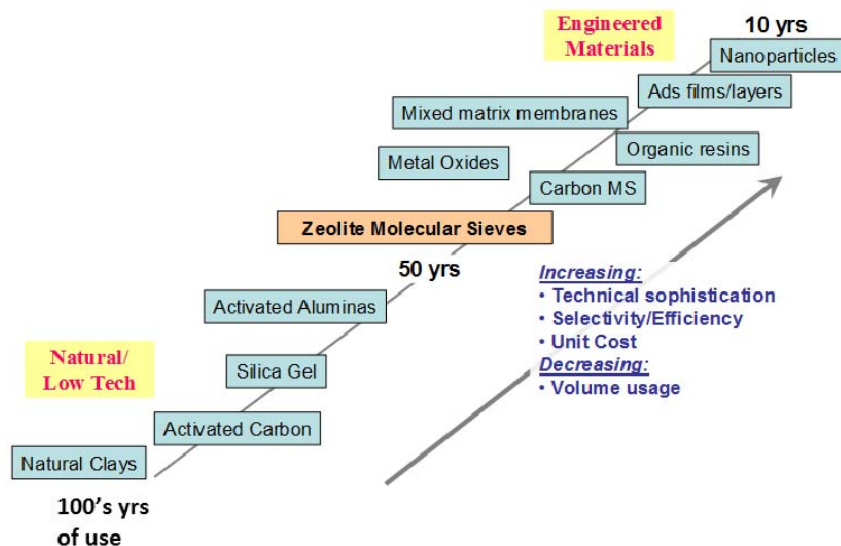 10 yrs
Engineered
Materials
Nanoparticles
Ads films/layers
Mixed matrix membranes
Organic resins
Metal Oxides
Carbon MS
Zeolite Molecular Sieves
50 yrs
Increasing:
• Technical sophistication
• Selectivity/Efficiency
• Unit Cost
Decreasing:
• Volume usage
Activated Aluminas
Natural/
Low Tech
Silica Gel
Activated Carbon
Natural Clays
100's yrs
of use